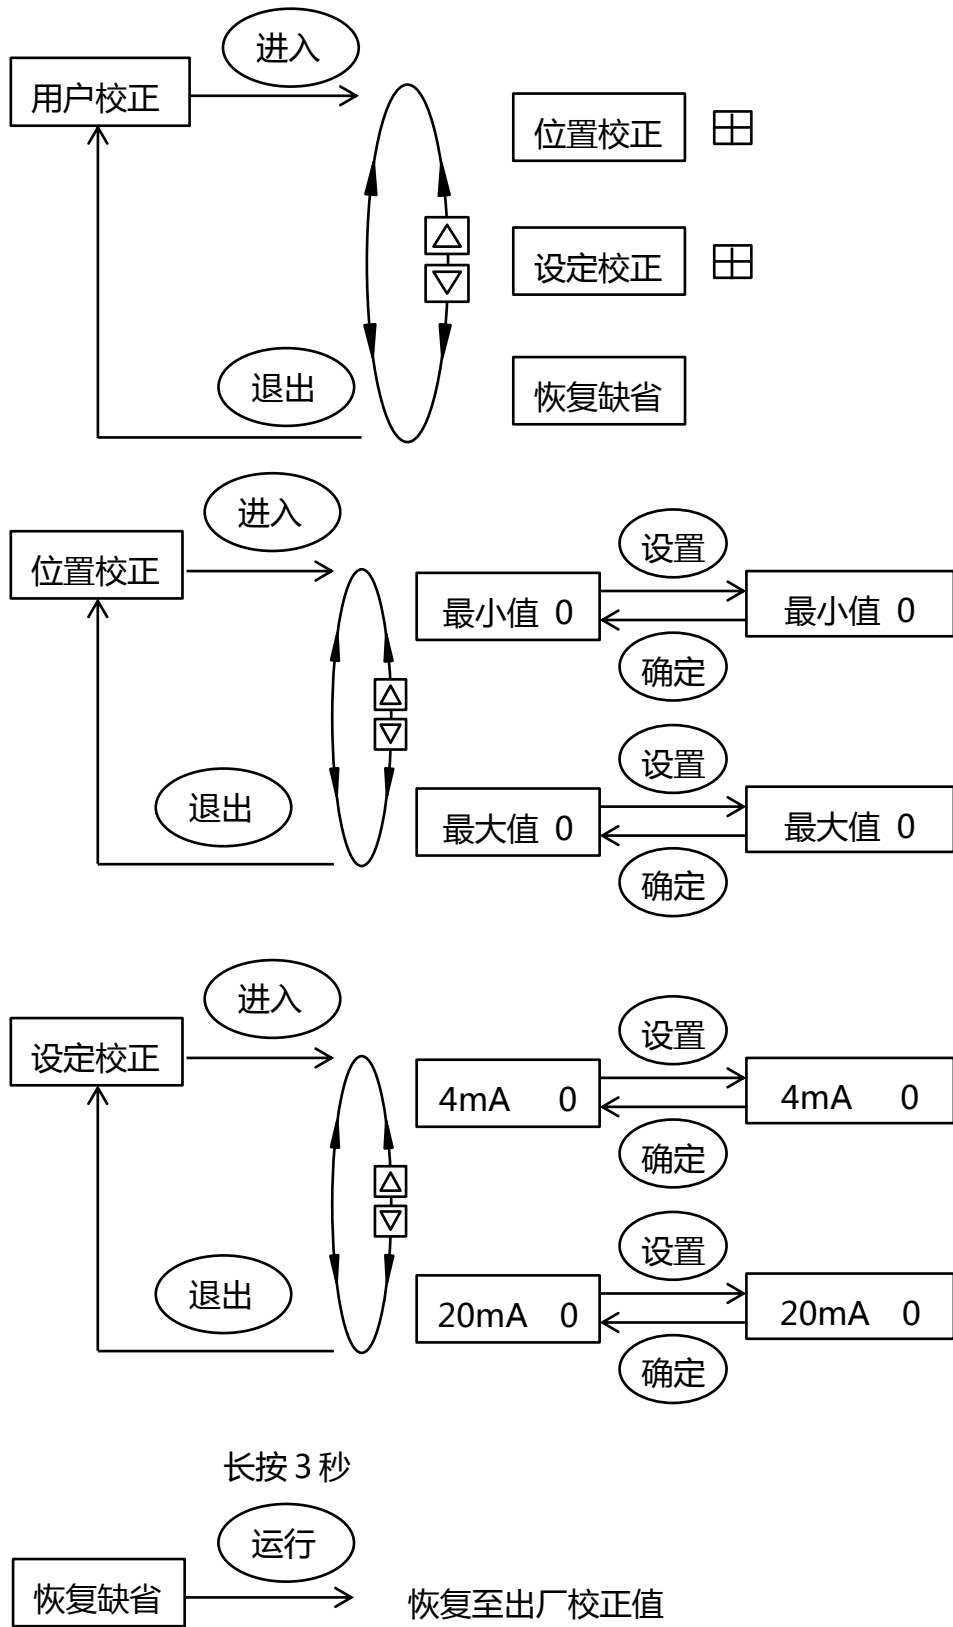 进入
用户校正
位置校正
设定校正
退出
恢复缺省
进入
位置校正
设置
最小值 0
最小值 0
确定
设置
退出
最大值 0
最大值 0
确定
进入
设定校正
设置
4mA 0
4mA 0
确定
设置
退出
20mA 0
20mA 0
确定
长按3秒
运行
恢复缺省
恢复至出厂校正值